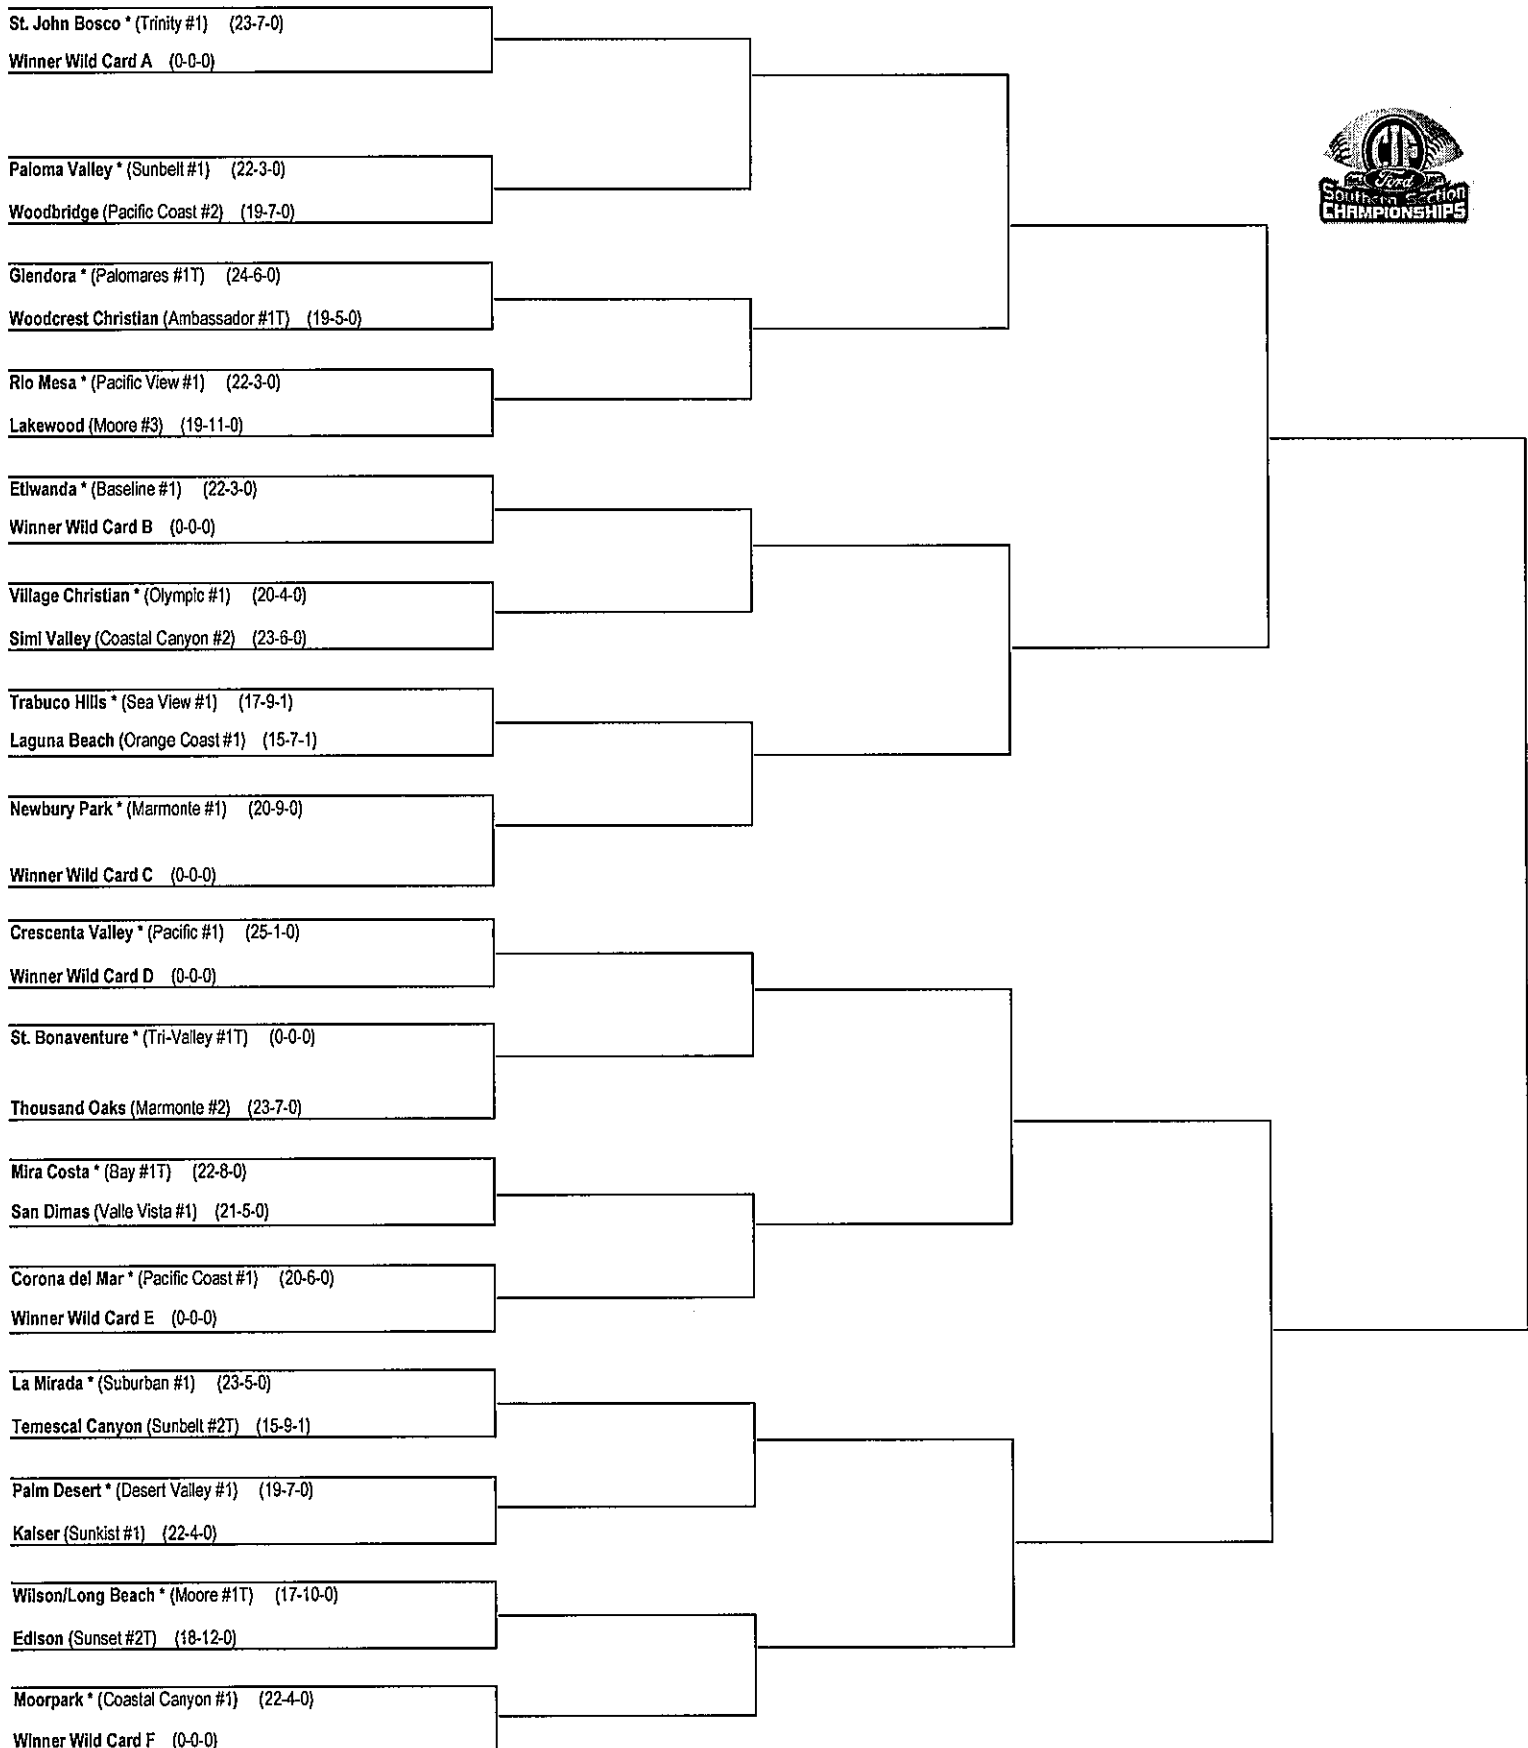 St. John Bosco * (Trinity #1) (23-7-0)
Winner Wild Card A (0-0-0)
CIF
Ford
Southern Section
CHAMPIONSHIPS
Paloma Valley * (Sunbelt #1) (22-3-0)
Woodbridge (Pacific Coast #2) (19-7-0)
Glendora * (Palomares #1T) (24-6-0)
Woodcrest Christian (Ambassador #1T) (19-5-0)
Rio Mesa * (Pacific View #1) (22-3-0)
Lakewood (Moore #3) (19-11-0)
Etiwanda * (Baseline #1) (22-3-0)
Winner Wild Card B (0-0-0)
Village Christian * (Olympic #1) (20-4-0)
Simi Valley (Coastal Canyon #2) (23-6-0)
Trabuco Hills * (Sea View #1) (17-9-1)
Laguna Beach (Orange Coast #1) (15-7-1)
Newbury Park * (Marmonte #1) (20-9-0)
Winner Wild Card C (0-0-0)
Crescenta Valley * (Pacific #1) (25-1-0)
Winner Wild Card D (0-0-0)
St. Bonaventure * (Tri-Valley #1T) (0-0-0)
Thousand Oaks (Marmonte #2) (23-7-0)
Mira Costa * (Bay #1T) (22-8-0)
San Dimas (Valle Vista #1) (21-5-0)
Corona del Mar * (Pacific Coast #1) (20-6-0)
Winner Wild Card E (0-0-0)
La Mirada * (Suburban #1) (23-5-0)
Temescal Canyon (Sunbelt #2T) (15-9-1)
Palm Desert * (Desert Valley #1) (19-7-0)
Kaiser (Sunkist #1) (22-4-0)
Wilson/Long Beach * (Moore #1T) (17-10-0)
Edison (Sunset #2T) (18-12-0)
Moorpark * (Coastal Canyon #1) (22-4-0)
Winner Wild Card F (0-0-0)